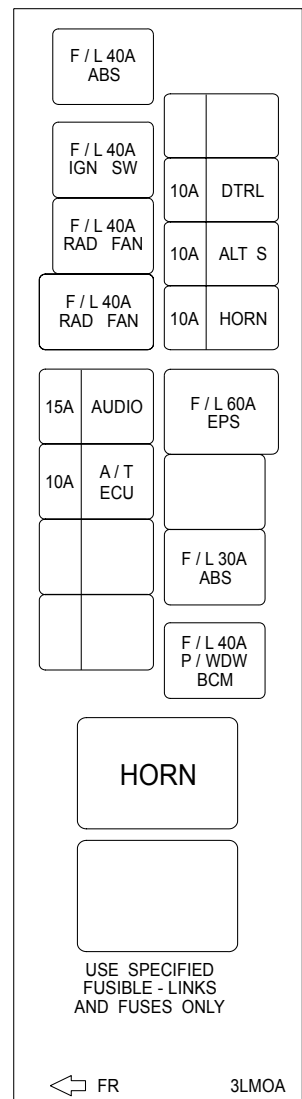 F / L 40A
ABS
F / L 40A
IGN SW
F / L 40A
RAD FAN
F / L 40A
RAD FAN
10A DTRL
10A ALT S
10A HORN
15A AUDIO
10A A / T
ECU
F / L 60A
EPS
F / L 30A
ABS
F / L 40A
P / WDW
BCM
HORN
USE SPECIFIED
FUSIBLE - LINKS
AND FUSES ONLY
FR 3LMOA